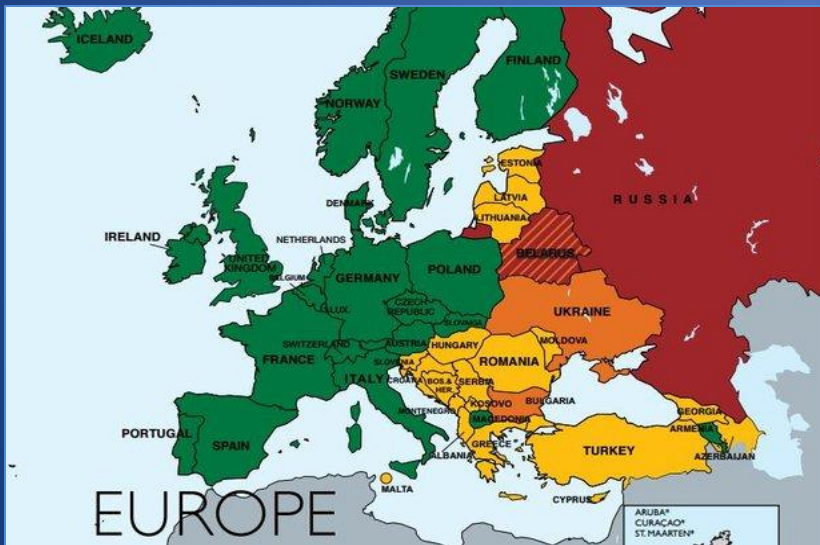 ICELAND
FINLAND
SWEDEN
NORWAY
ESTONIA
LATVIA
RUSSIA
DENMARK
LITHUANIA
IRELAND
NETHERLANDS
BELARUS
UNITED
KINGDOM
BELGIUM
GERMANY
POLAND
LUX.
CZECH
REPUBLIC
UKRAINE
SLOVAKIA
SWITZERLAND
AUSTRIA
HUNGARY
MOLDOVA
FRANCE
SLOVENIA
ROMANIA
ITALY
CROATIA
BOS.&
HER.
SERBIA
KOSOVO
BULGARIA
MONTENEGRO
MACEDONIA
GEORGIA
PORTUGAL
SPAIN
ARMENIA
GREECE
TURKEY
ALBANIA
AZERBAIJAN
MALTA
CYPRUS
EUROPE
ARUBA*
CURAÇAO*
ST. MAARTEN*